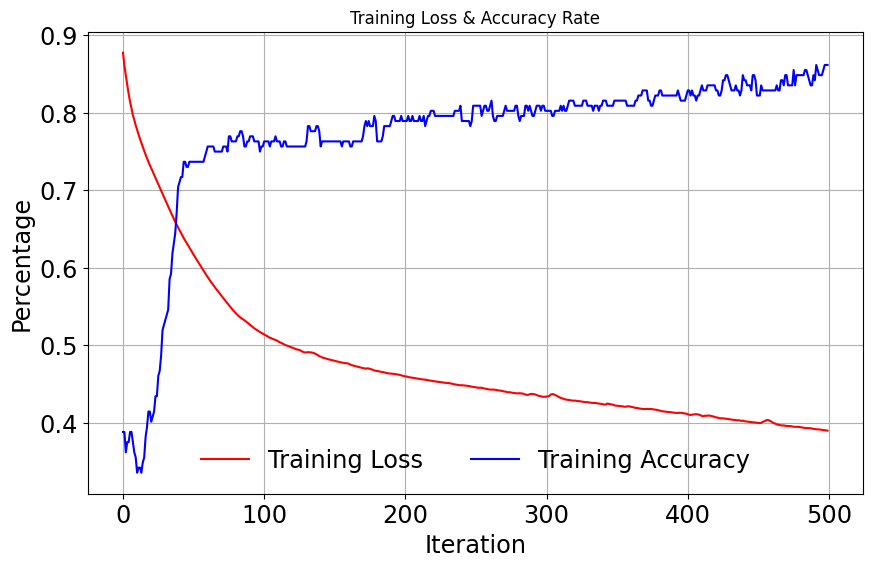 Training Loss & Accuracy Rate
Percentage
0.9
0.8
0.7
0.6
0.5
0.4
Training Loss
Training Accuracy
0 100 200 300 400 500
Iteration